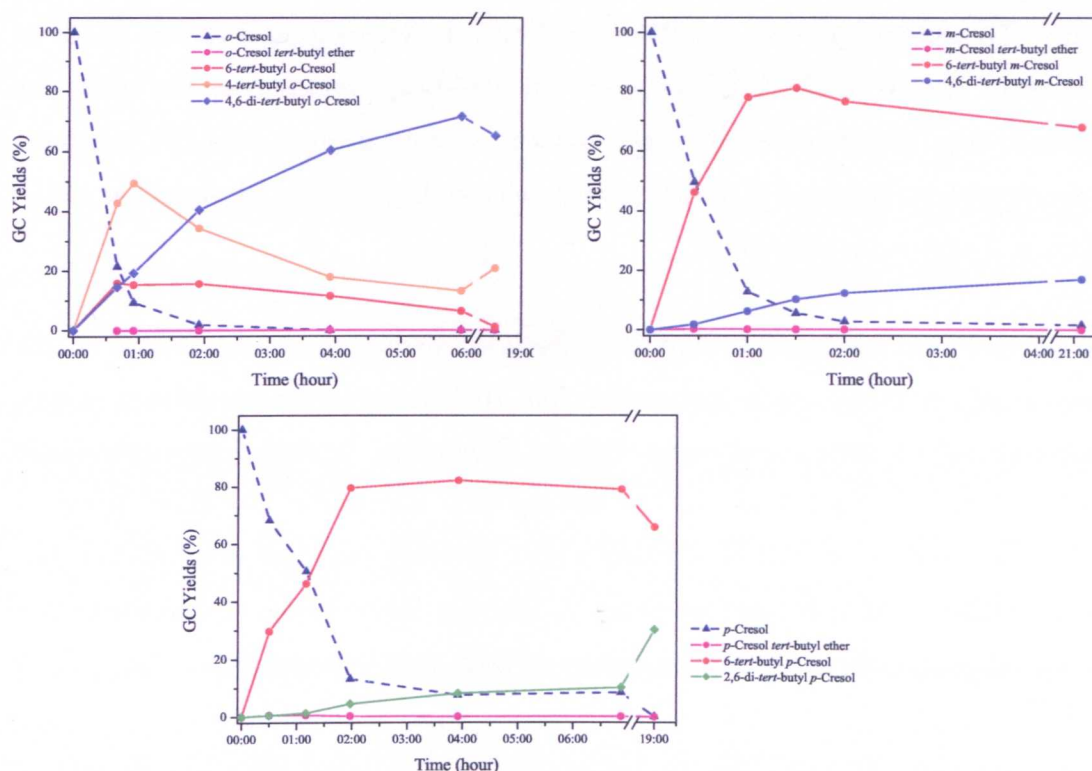 100
80
60
40
20
0
GC Yields (%)
o-Cresol
o-Cresol tert-butyl ether
6-tert-butyl o-Cresol
4-tert-butyl o-Cresol
4,6-di-tert-butyl o-Cresol
00:00 01:00 02:00 03:00 04:00 05:00 06:00 19:00
Time (hour)
100
80
60
40
20
0
GC Yields (%)
m-Cresol
m-Cresol tert-butyl ether
6-tert-butyl m-Cresol
4,6-di-tert-butyl m-Cresol
00:00 01:00 02:00 03:00 04:00 21:00
Time (hour)
100
80
60
40
20
0
GC Yields (%)
p-Cresol
p-Cresol tert-butyl ether
6-tert-butyl p-Cresol
2,6-di-tert-butyl p-Cresol
00:00 01:00 02:00 03:00 04:00 05:00 06:00 19:00
Time (hour)